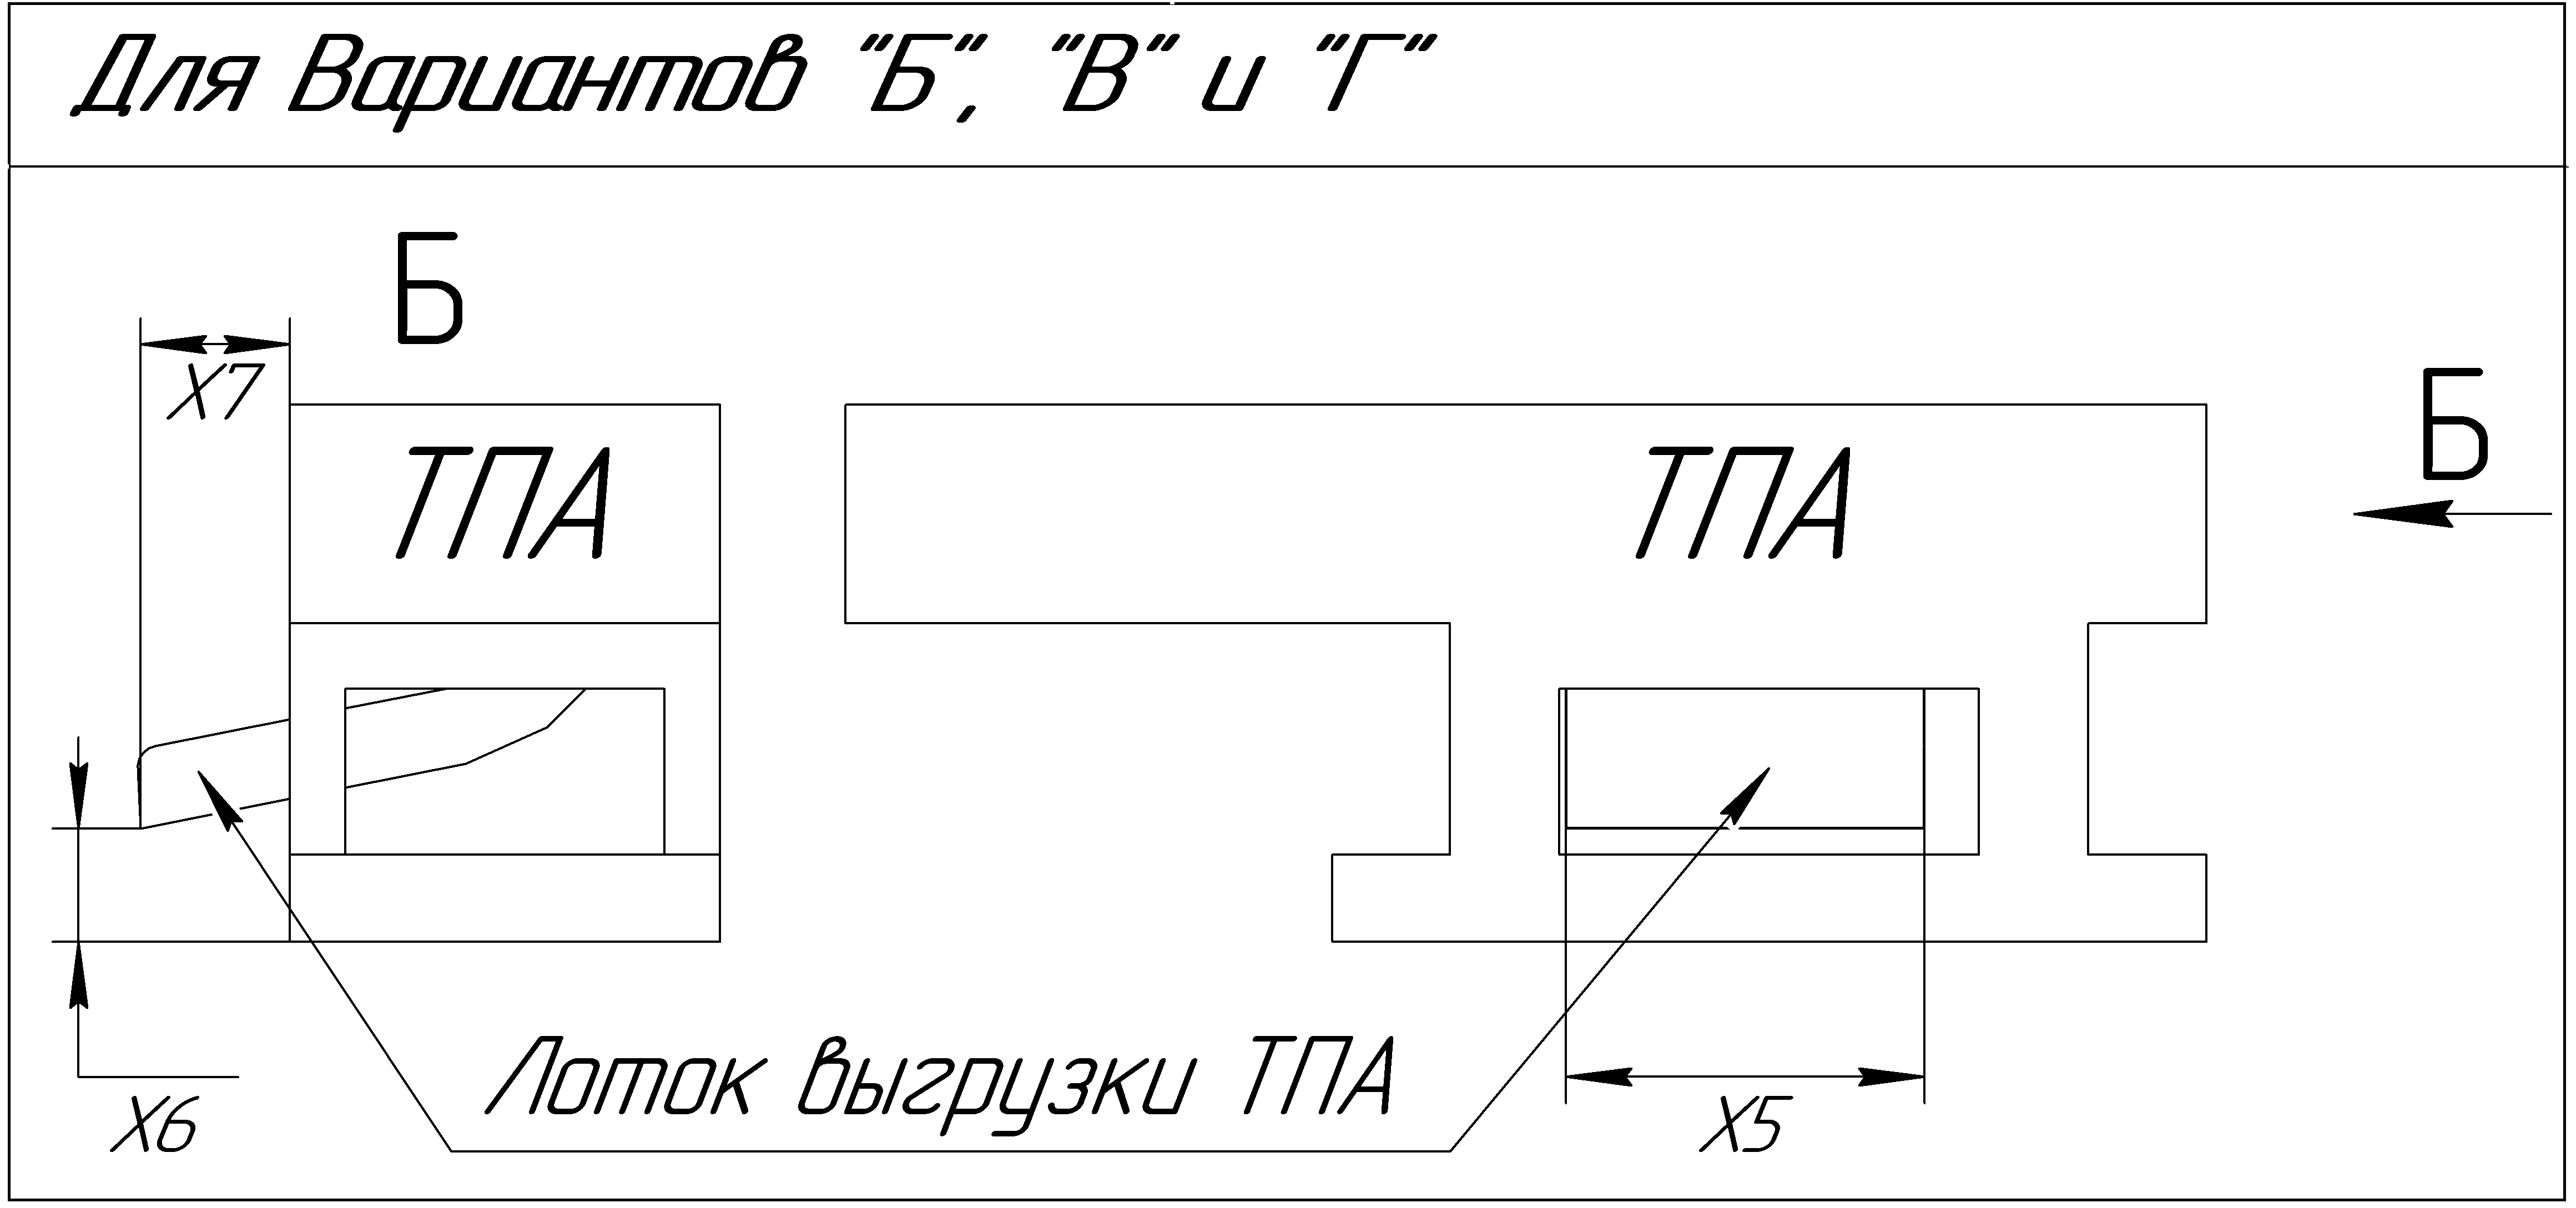 Для Вариантов "Б", "В" и "Г"
Б
Х7
ТПА
ТПА
Б
Лоток выгрузки ТПА
Х6
Х5